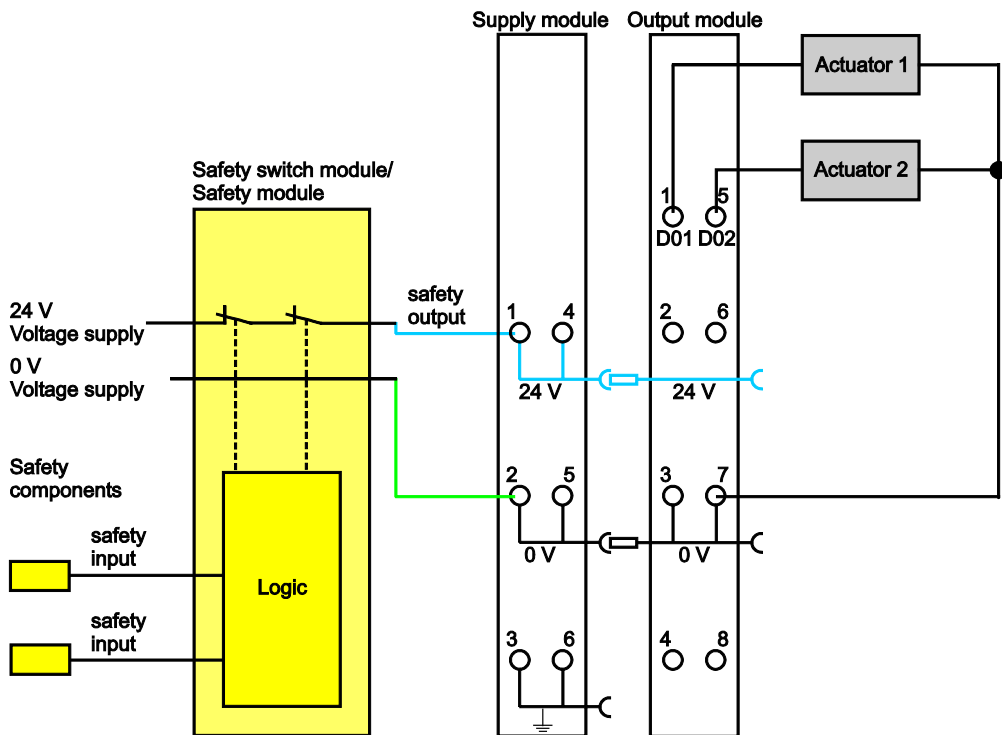 Supply module
Output module
Actuator 1
Actuator 2
Safety switch module/
Safety module
1
5
D01
D02
24 V
Voltage supply
safety
output
1
4
2
6
0 V
Voltage supply
24 V
24 V
Safety
components
2
5
3
7
safety
input
0 V
0 V
Logic
safety
input
3
6
4
8